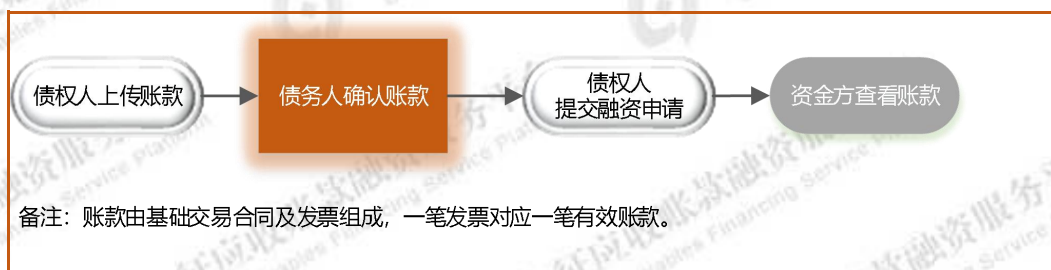 债权人上传账款
债务人确认账款
债权人
提交融资申请
资金方查看账款
备注：账款由基础交易合同及发票组成，一笔发票对应一笔有效账款。